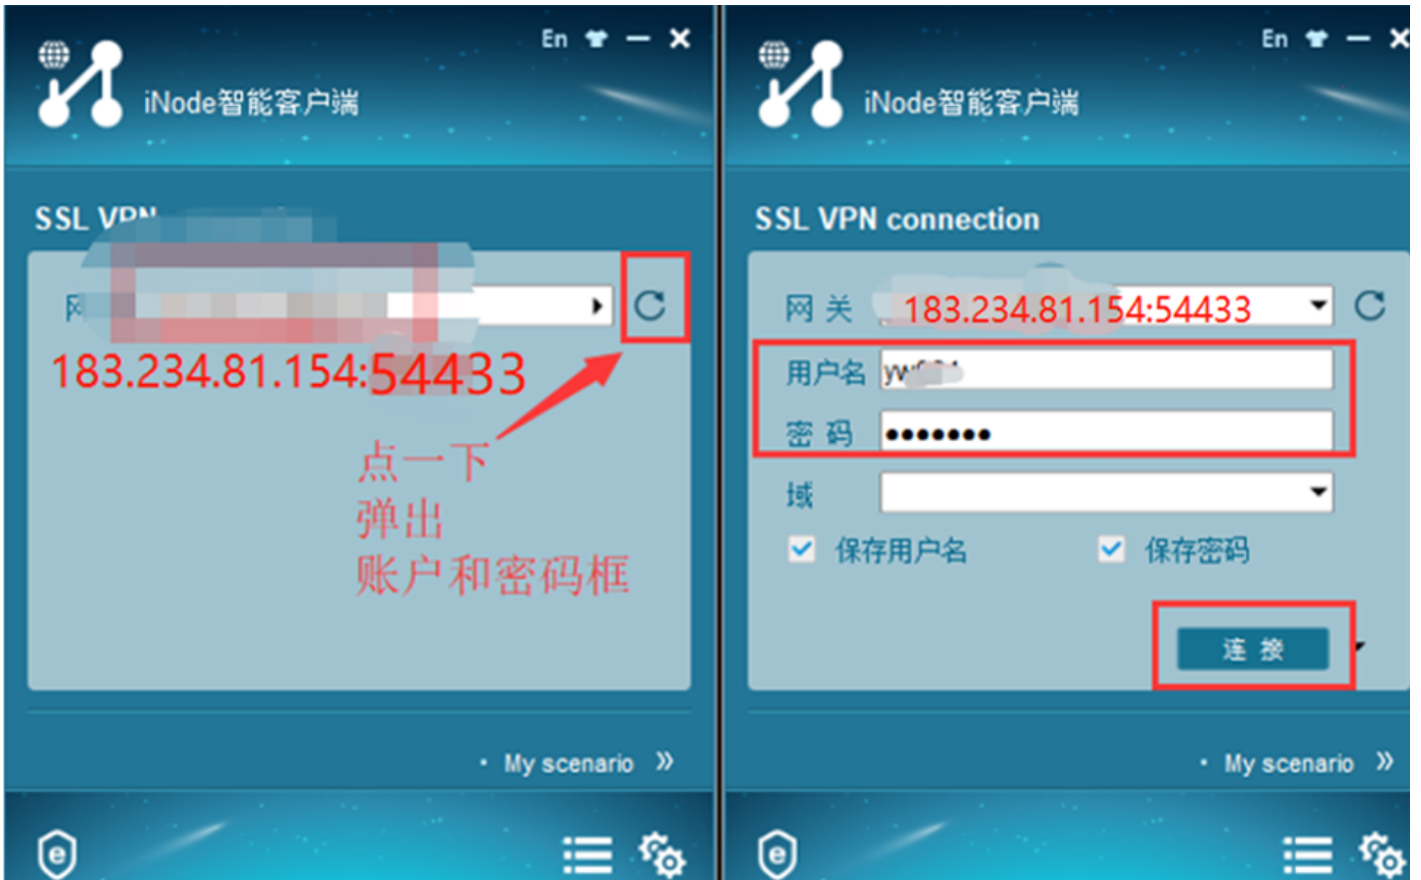 En
iNode智能客户端
SSL VPN
183.234.81.154:54433
点一下
弹出
账户和密码框
· My scenario »
En
iNode智能客户端
SSL VPN connection
网 关 183.234.81.154:54433
用户名
密 码 •••••••
域
保存用户名 保存密码
连 接
· My scenario »